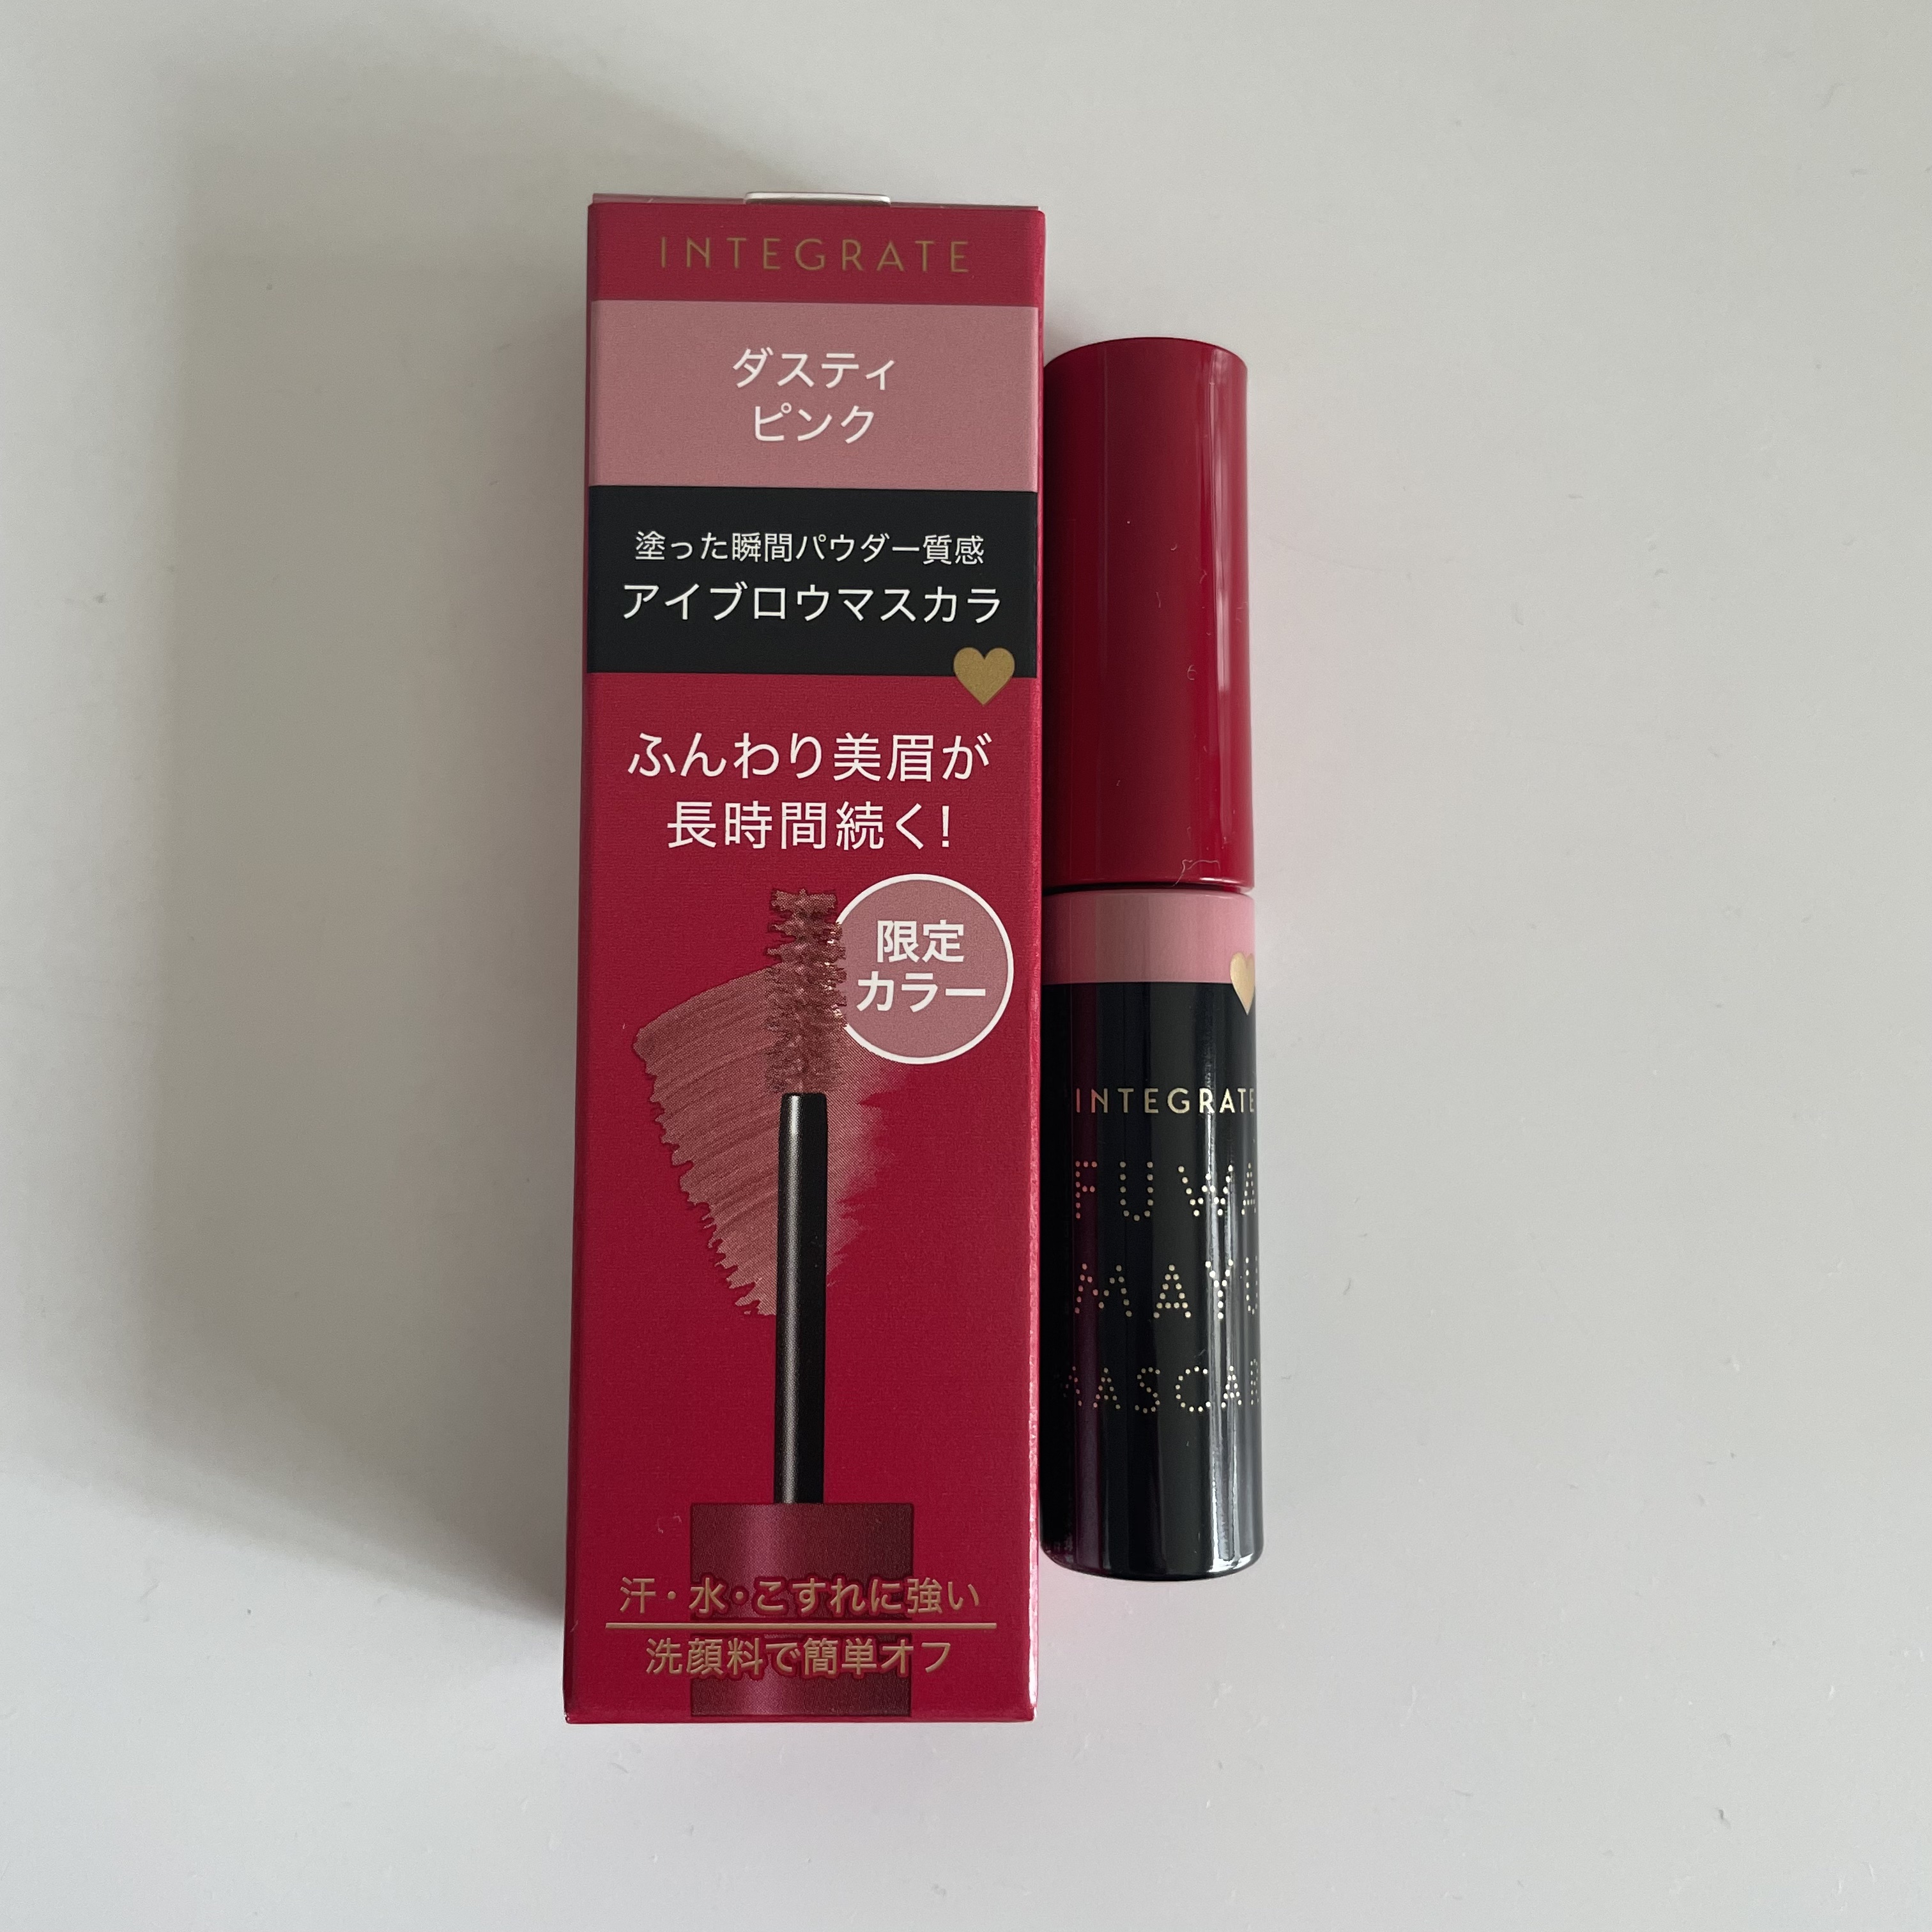 INTEGRATE
ダスティ
ピンク
塗った瞬間パウダー質感
アイブロウマスカラ
ふんわり美眉が
長時間続く!
限定
カラー
汗・水・こすれに強い
洗顔料で簡単オフ
INTEGRATE
FUWA
MAYU
MASCAR